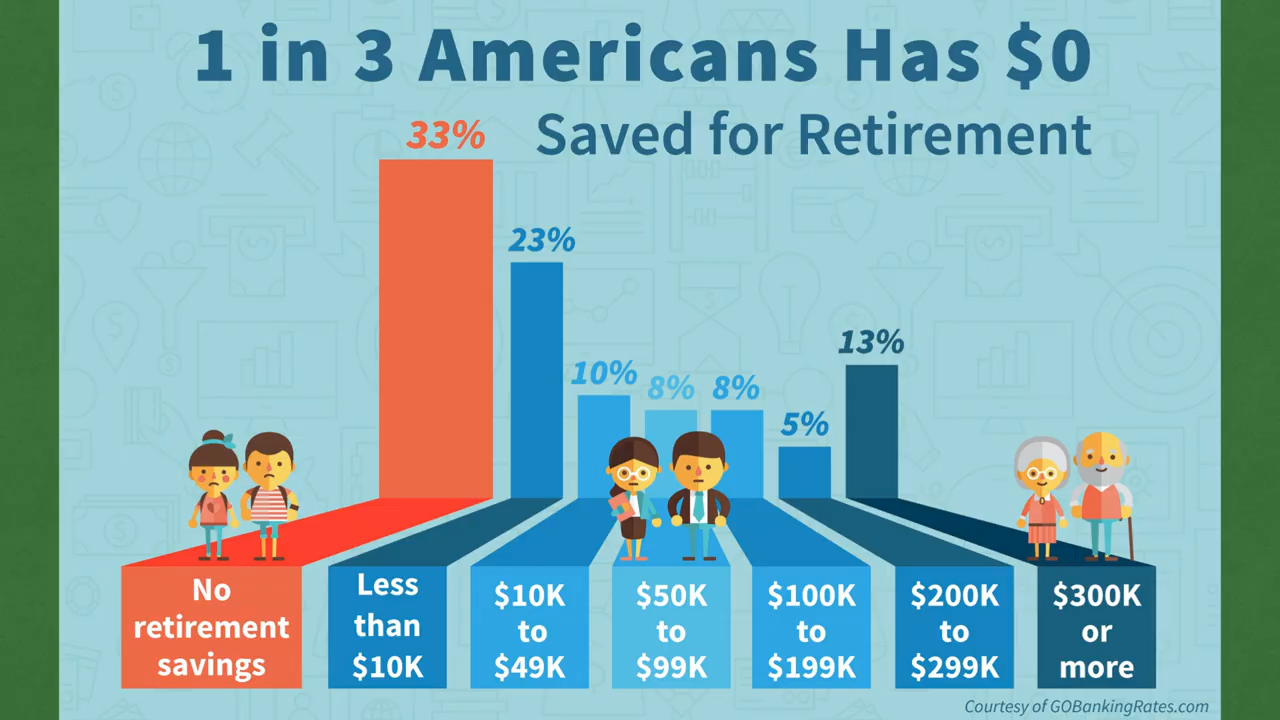 1 in 3 Americans Has $0
Saved for Retirement
33%
23%
10%
8%
8%
5%
13%
No
retirement
savings
Less
than
$10K
$10K
to
$49K
$50K
to
$99K
$100K
to
$199K
$200K
to
$299K
$300K
or
more
Courtesy of GOBankingRates.com